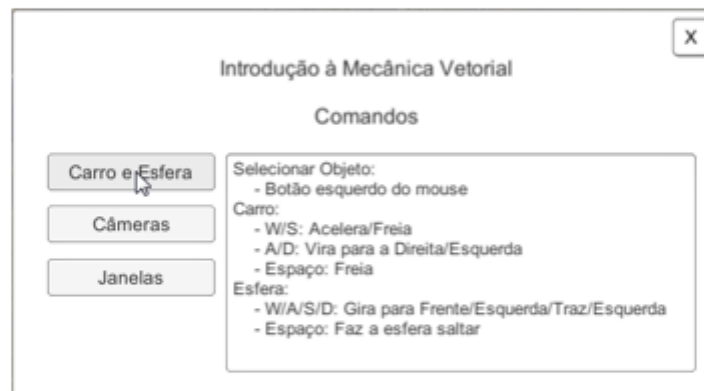 X
Introdução à Mecânica Vetorial
Comandos
Carro e Esfera
Câmeras
Janelas
Selecionar Objeto:
- Botão esquerdo do mouse
Carro:
- W/S: Acelera/Freia
- A/D: Vira para a Direita/Esquerda
- Espaço: Freia
Esfera:
- W/A/S/D: Gira para Frente/Esquerda/Traz/Esquerda
- Espaço: Faz a esfera saltar